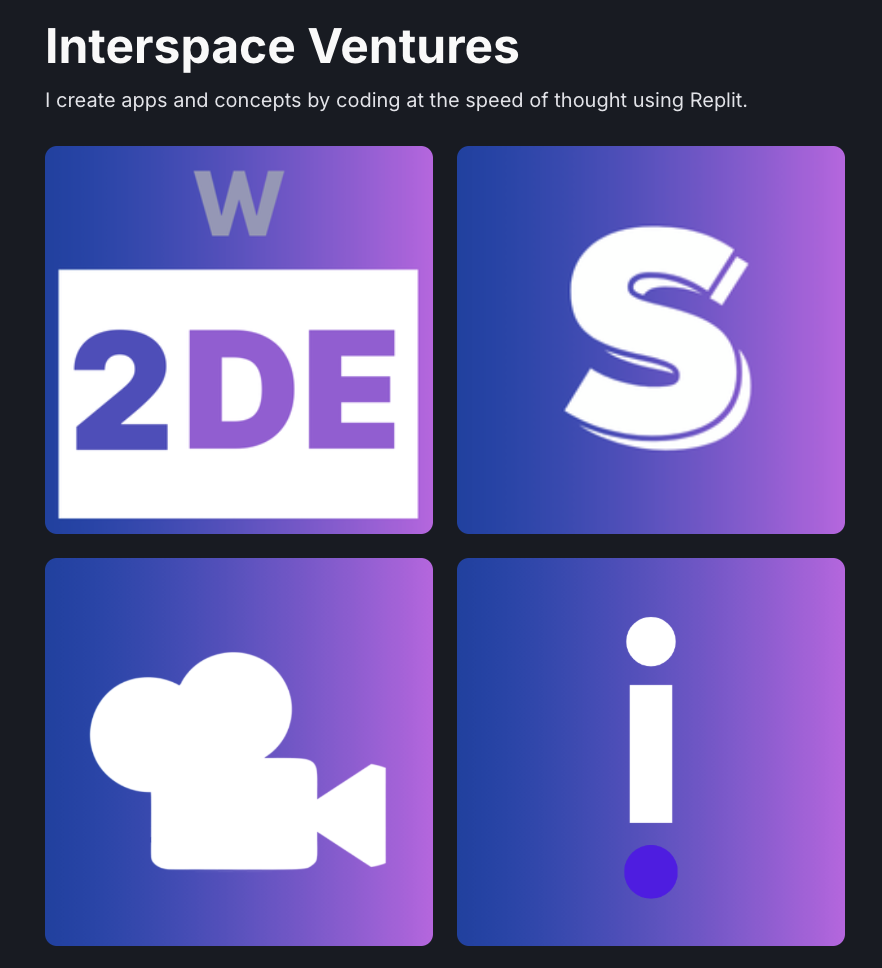 Interspace Ventures
I create apps and concepts by coding at the speed of thought using Replit.
W
2DE
S
i